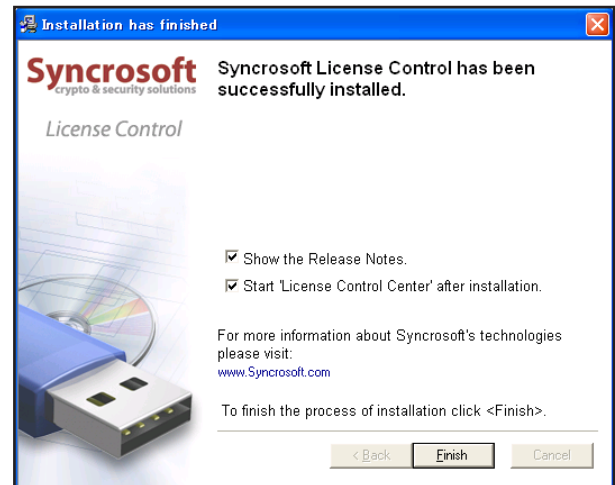 Installation has finished
Syncrosoft
crypto & security solutions
License Control
Syncrosoft License Control has been
successfully installed.
Show the Release Notes.
Start 'License Control Center' after installation.
For more information about Syncrosoft's technologies
please visit:
www.Syncrosoft.com
To finish the process of installation click <Finish>.
< Back
Finish
Cancel